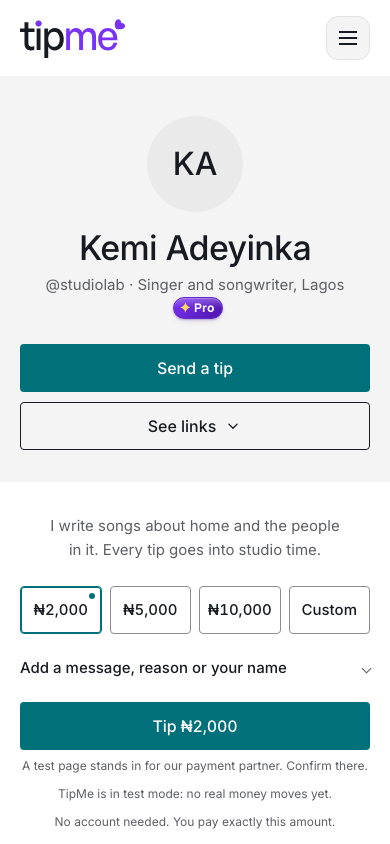 tipme
KA
Kemi Adeyinka
@studiolab · Singer and songwriter, Lagos
Pro
Send a tip
See links
I write songs about home and the people
in it. Every tip goes into studio time.
₦2,000 ₦5,000 ₦10,000 Custom
Add a message, reason or your name
Tip ₦2,000
A test page stands in for our payment partner. Confirm there.
TipMe is in test mode: no real money moves yet.
No account needed. You pay exactly this amount.